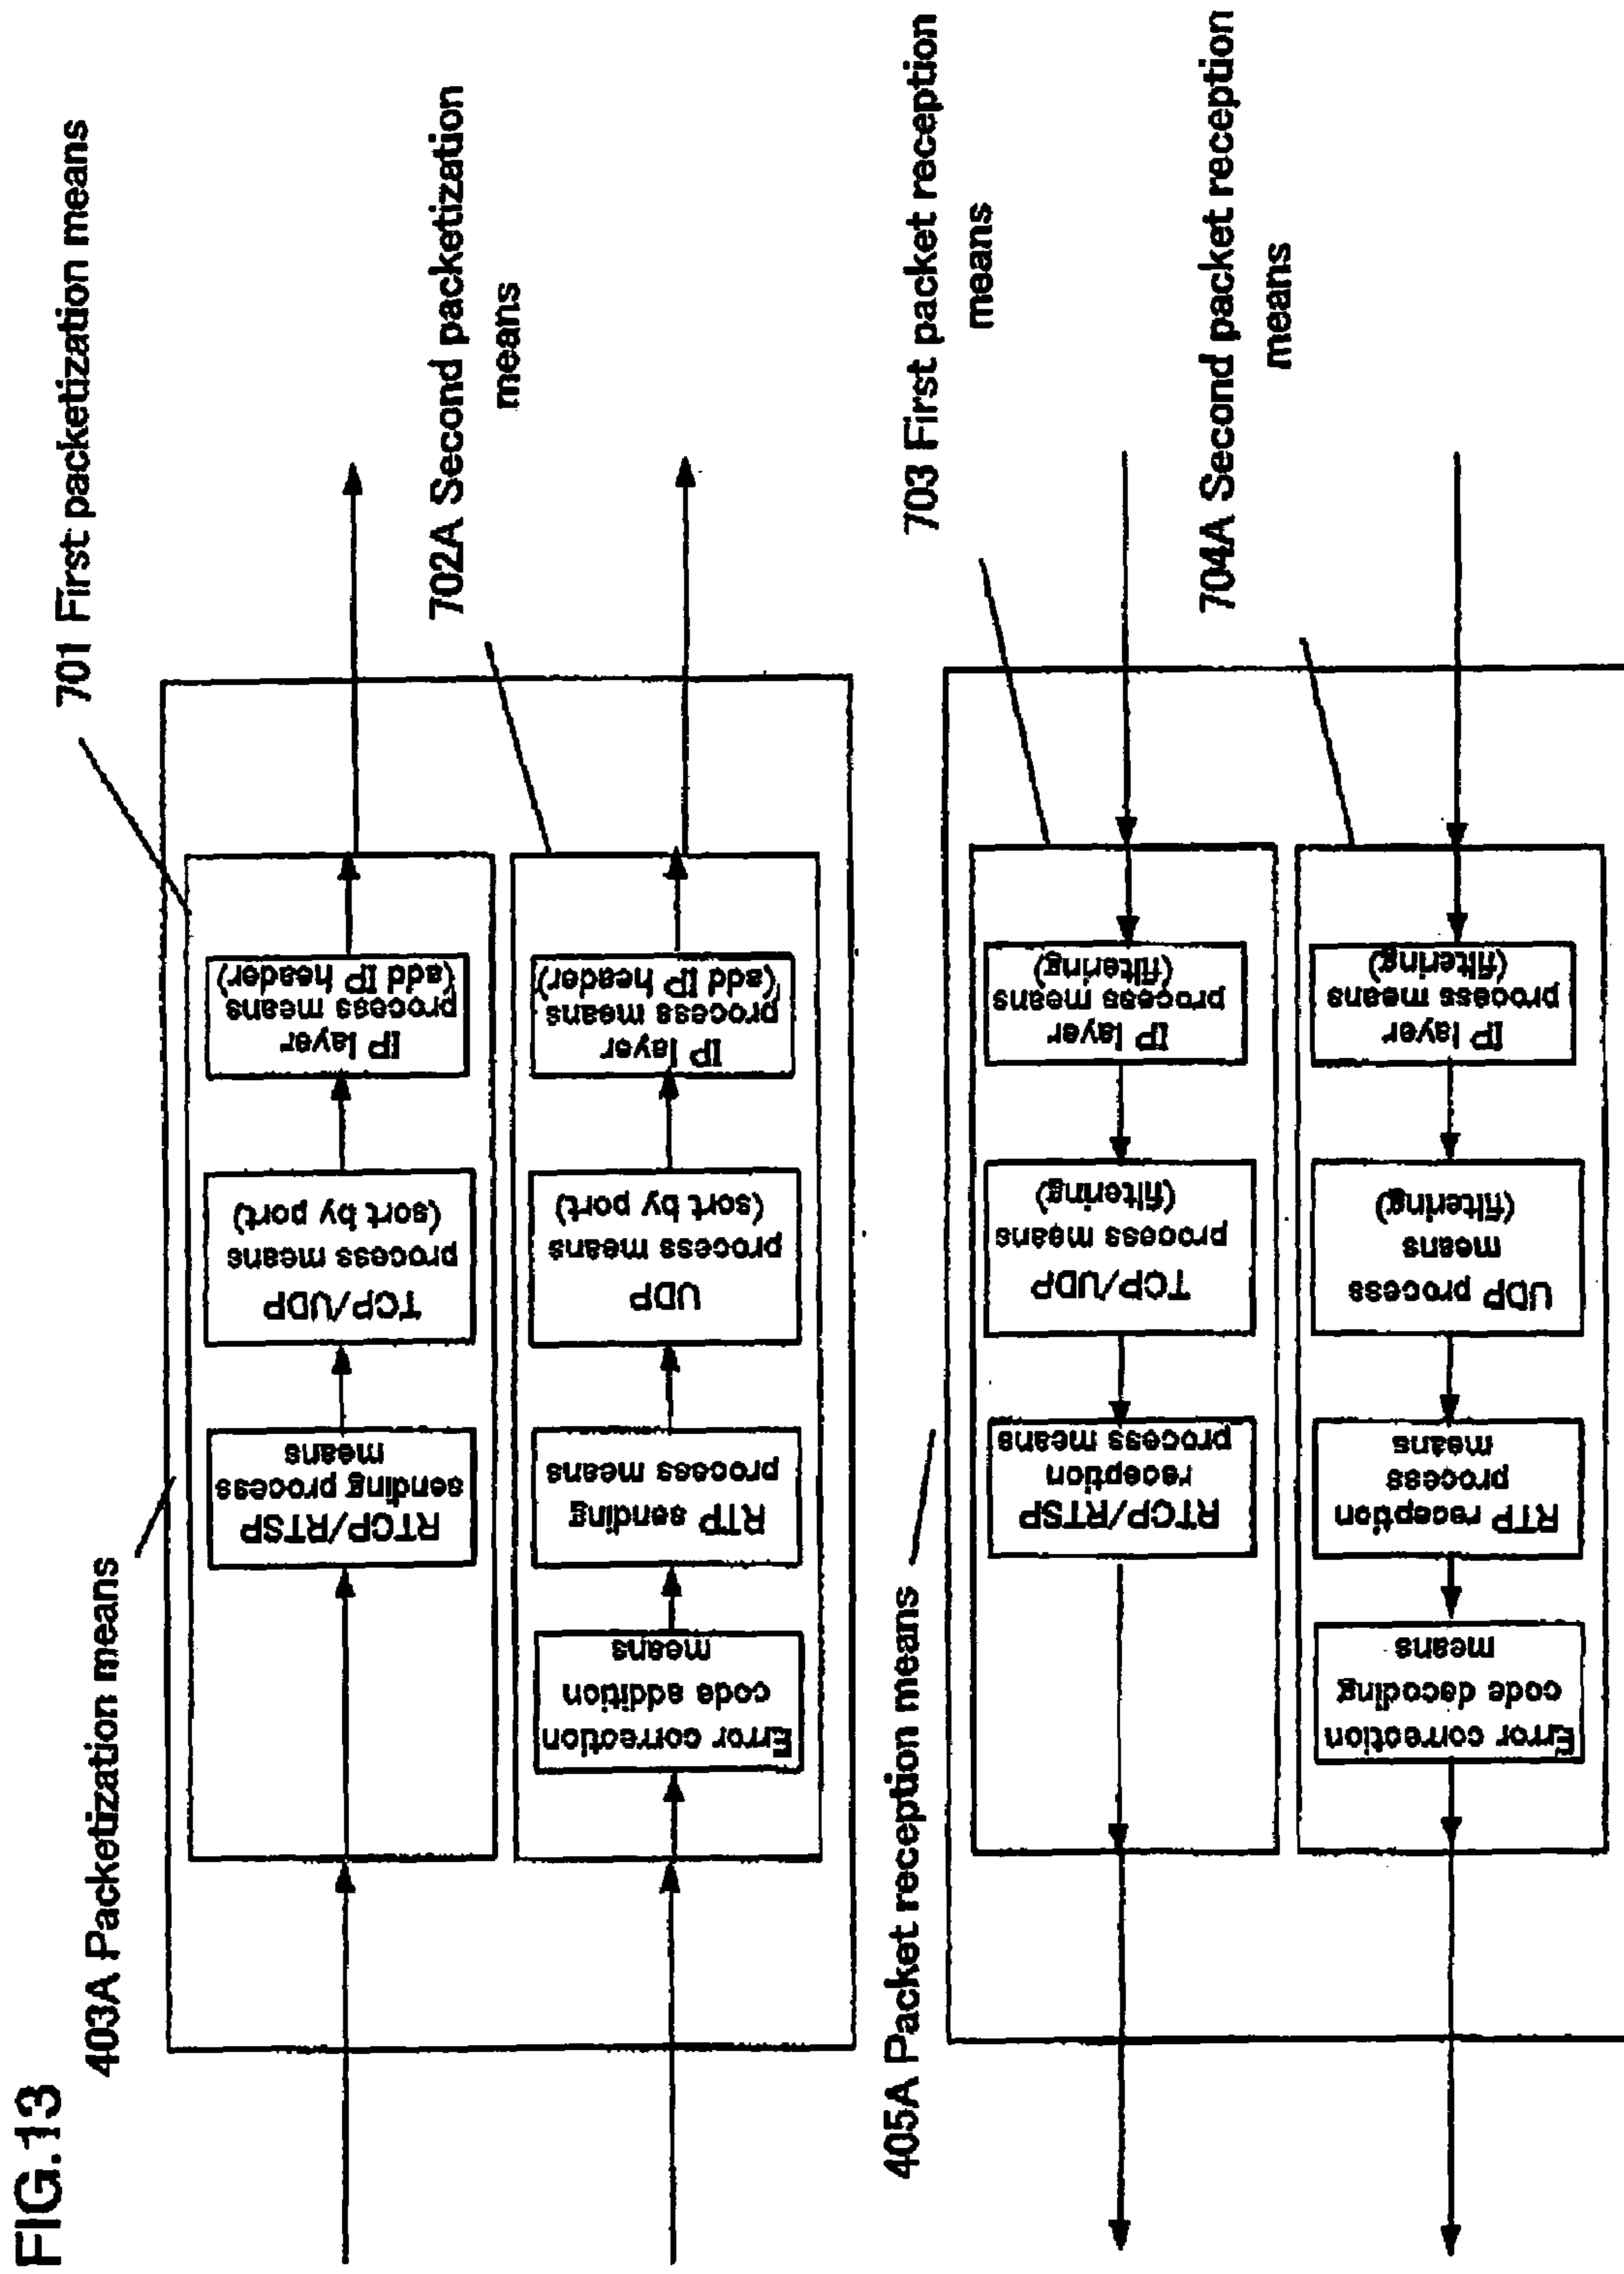 FIG.13
403A Packetization means
701 First packetization means
RTCP/RTSP
sending process
means
TCP/UDP
process means
(sort by port)
IP layer
process means
(add IP header)
702A Second packetization
means
Error correction
code addition
means
RTP sending
process means
UDP
process means
(sort by port)
IP layer
process means
(add IP header)
405A Packet reception means
703 First packet reception
means
RTCP/RTSP
reception
process means
TCP/UDP
process means
(filtering)
IP layer
process means
(filtering)
704A Second packet reception
means
Error correction
code decoding
means
RTP reception
process
means
UDP process
means
(filtering)
IP layer
process means
(filtering)